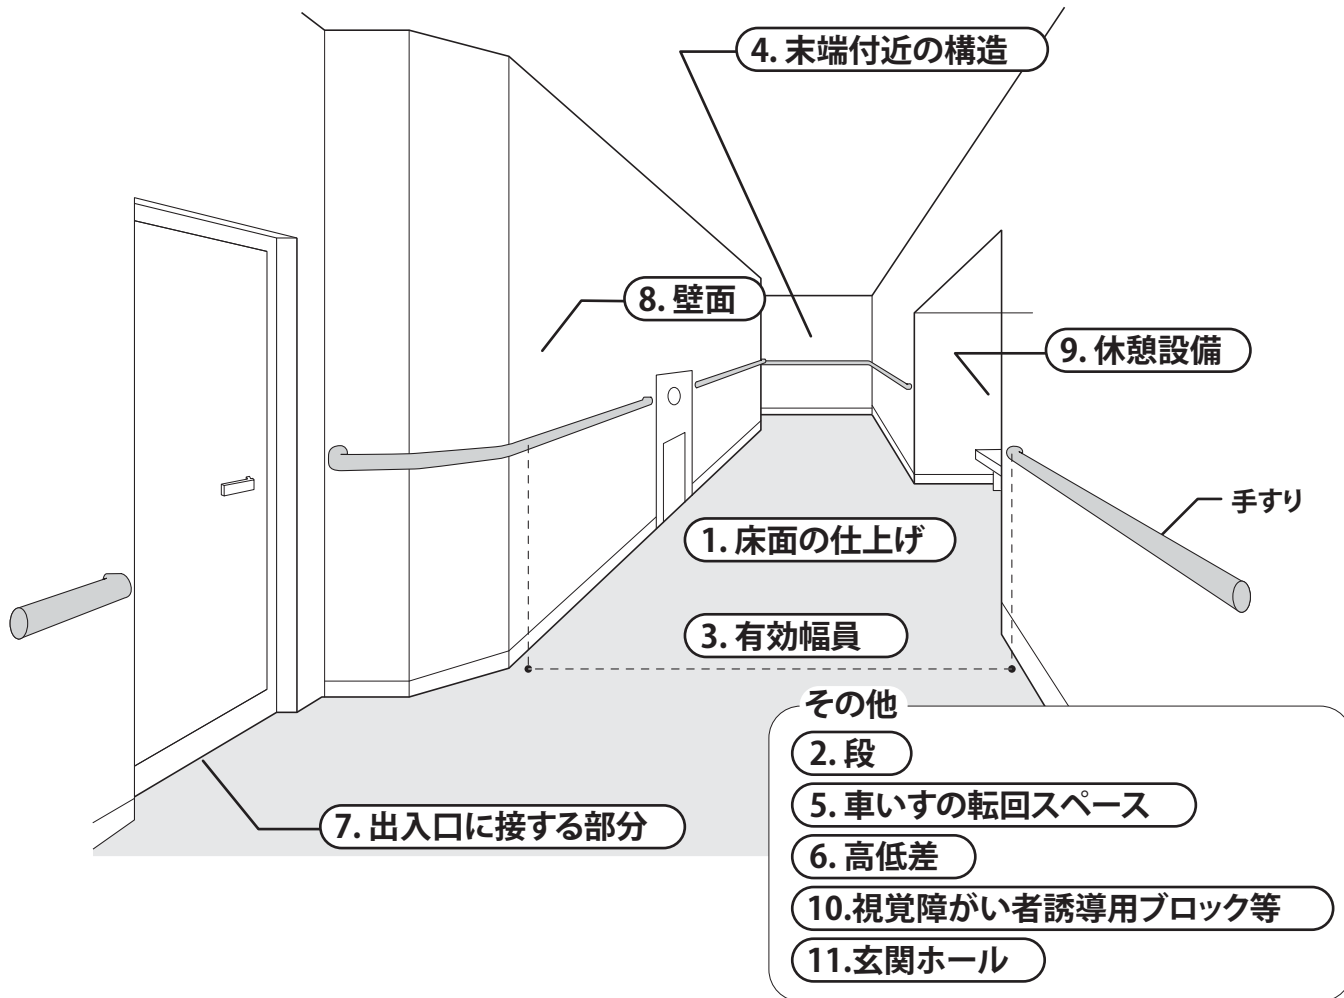 4. 末端付近の構造
8. 壁面
9. 休憩設備
手すり
1. 床面の仕上げ
3. 有効幅員
その他
2. 段
5. 車いすの転回スペース
7. 出入口に接する部分
6. 高低差
10.視覚障がい者誘導用ブロック等
11.玄関ホール